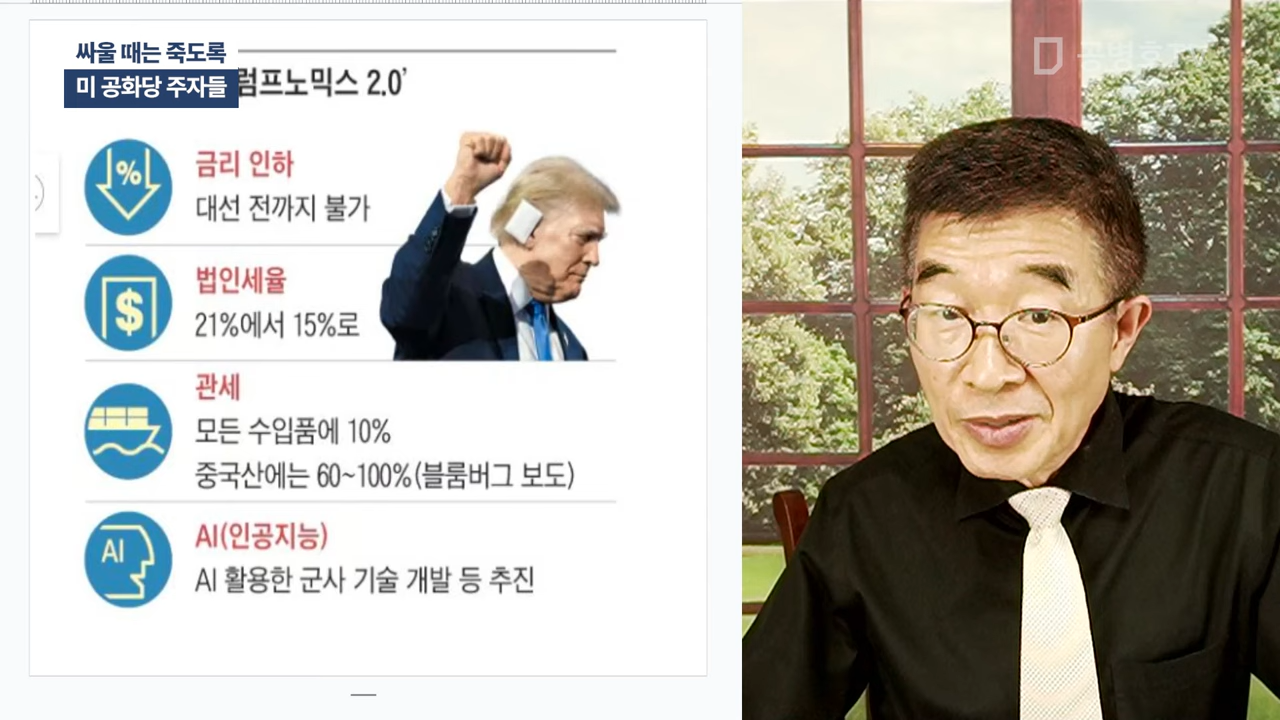 싸울 때는 죽도록
미 공화당 주자들
럼프노믹스 2.0’
%
금리 인하
대선 전까지 불가
$
법인세율
21%에서 15%로
관세
모든 수입품에 10%
중국산에는 60~100%(블룸버그 보도)
AI
AI(인공지능)
AI 활용한 군사 기술 개발 등 추진
공병호